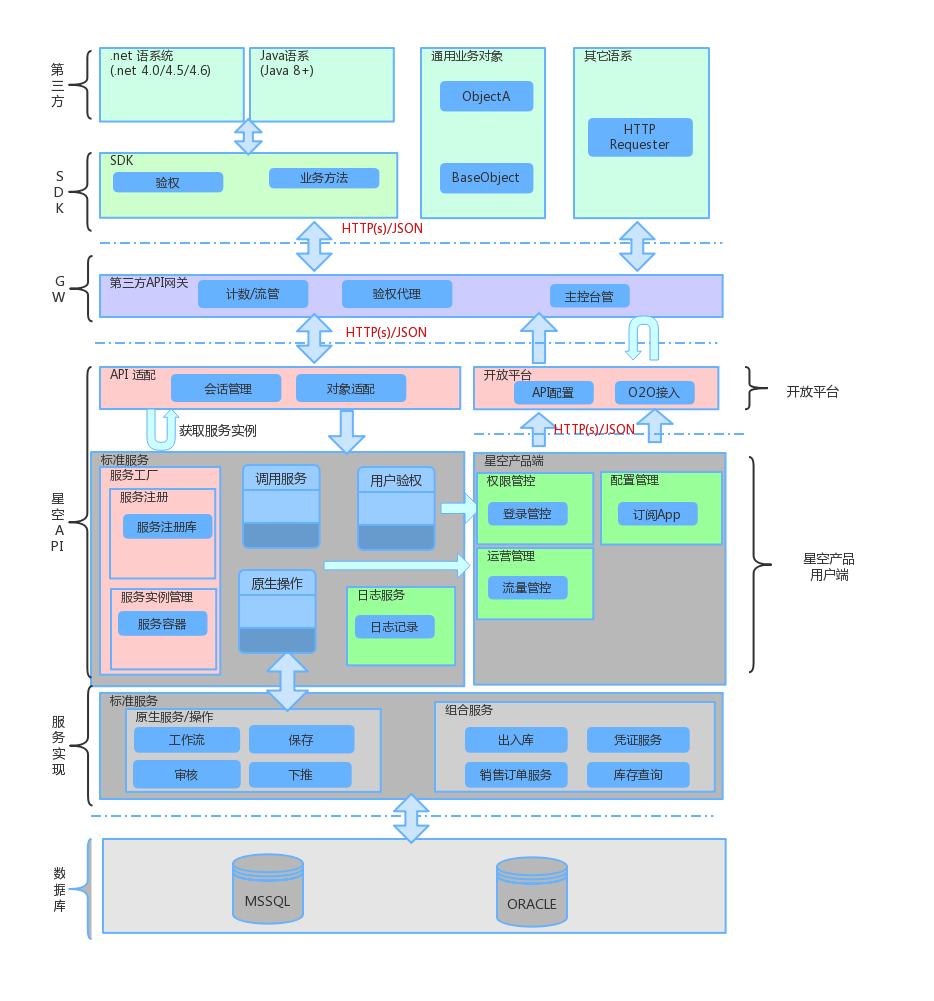 第
三
方
.net 语系统
(.net 4.0/4.5/4.6)
Java语系
(Java 8+)
通用业务对象
ObjectA
BaseObject
其它语系
HTTP
Requester
S
D
K
SDK
验权
业务方法
HTTP(s)/JSON
G
W
第三方API网关
计数/流管
验权代理
主控台管
HTTP(s)/JSON
API 适配
会话管理
对象适配
开放平台
API配置
O2O接入
开放平台
获取服务实例
HTTP(s)/JSON
星
空
A
PI
标准服务
服务工厂
服务注册
服务注册库
服务实例管理
服务容器
调用服务
用户验权
原生操作
日志服务
日志记录
星空产品端
权限管控
登录管控
配置管理
订阅App
运营管理
流量管控
星空产品
用户端
服
务
实
现
标准服务
原生服务/操作
工作流
保存
审核
下推
组合服务
出入库
凭证服务
销售订单服务
库存查询
数
据
库
MSSQL
ORACLE